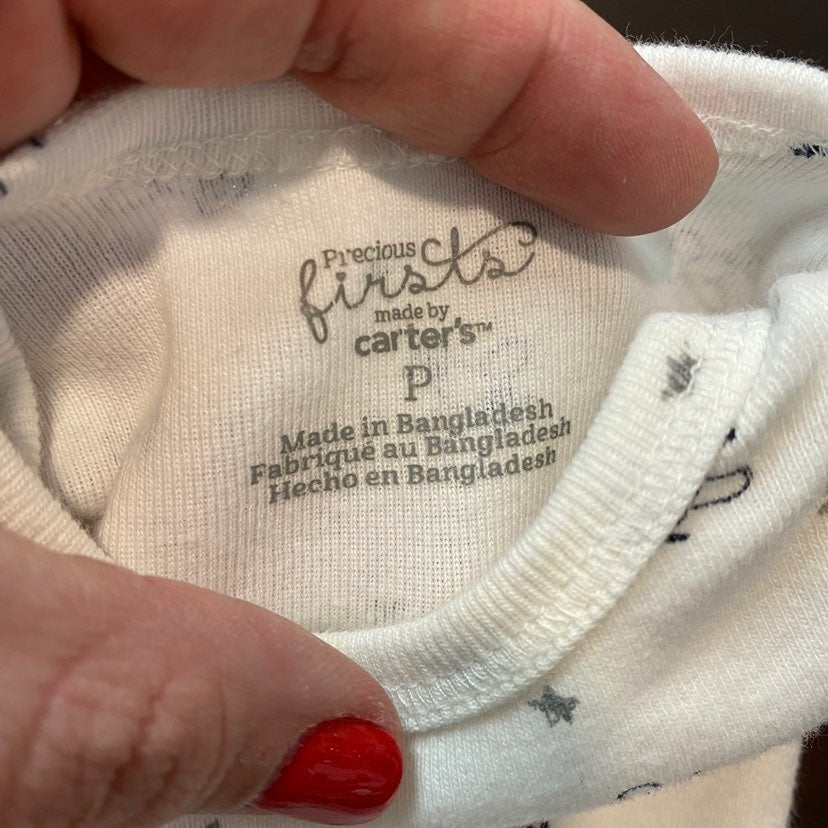 Precious
firsts
made by
carter's™
P
Made in Bangladesh
Fabriqué au Bangladesh
Hecho en Bangladesh